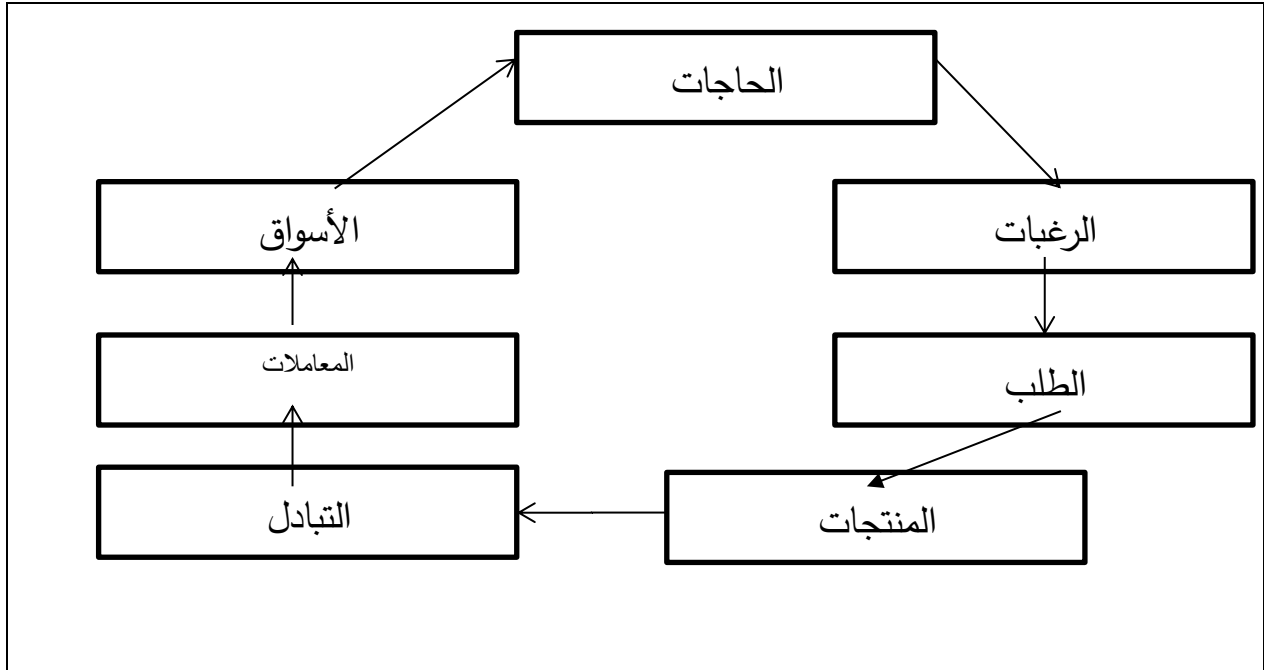 الحاجات
الرغبات
الطلب
المنتجات
التبادل
المعاملات
الأسواق